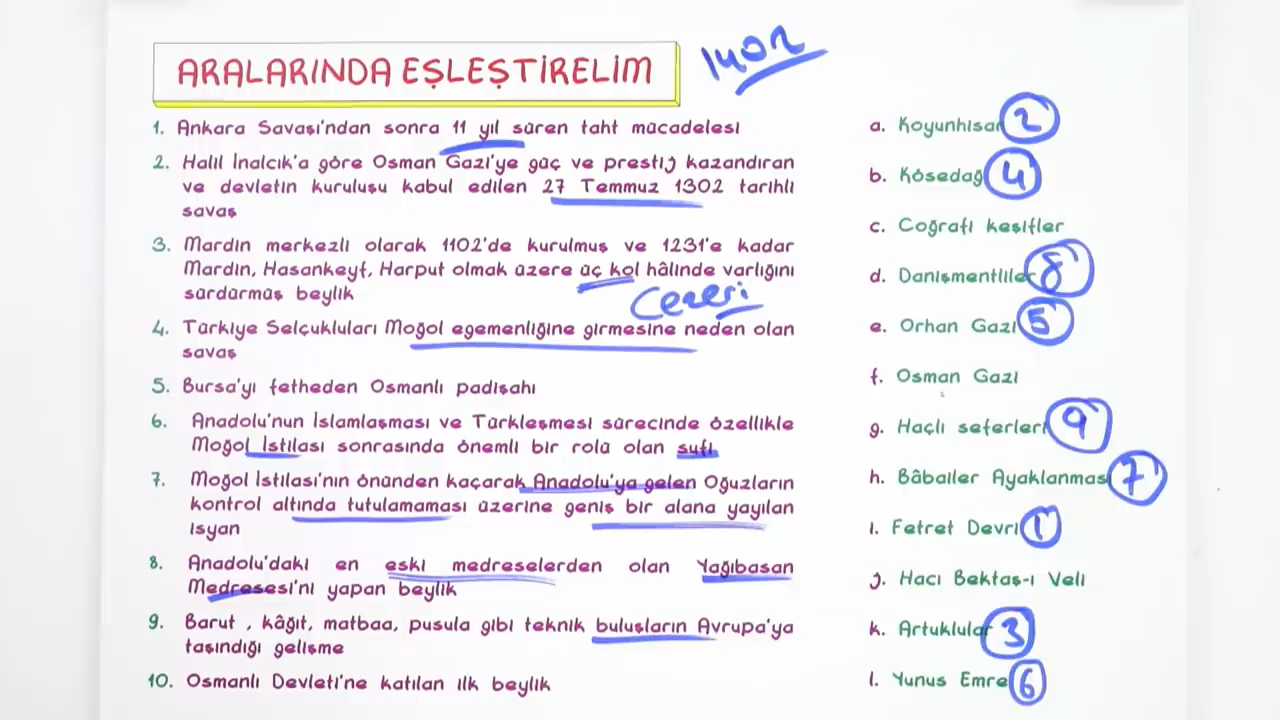 ARALARINDA EŞLEŞTİRELİM
1402
1. Ankara Savaşı'ndan sonra 11 yıl süren taht mücadelesi
2. Halil İnalcık'a göre Osman Gazi'ye güç ve prestij kazandıran
ve devletin kuruluşu kabul edilen 27 Temmuz 1302 tarihli
savaş
3. Mardin merkezli olarak 1102'de kurulmuş ve 1231'e kadar
Mardin, Hasankeyf, Harput olmak üzere üç kol hâlinde varlığını
sürdürmüş beylik
Cezeri
4. Türkiye Selçukluları Moğol egemenliğine girmesine neden olan
savaş
5. Bursa'yı fetheden Osmanlı padişahı
6. Anadolu'nun İslamlaşması ve Türkleşmesi sürecinde özellikle
Moğol İstilası sonrasında önemli bir rolü olan sufi
7. Moğol İstilası'nın önünden kaçarak Anadolu'ya gelen Oğuzların
kontrol altında tutulamaması üzerine geniş bir alana yayılan
isyan
8. Anadolu'daki en eski medreselerden olan Yağıbasan
Medresesi'ni yapan beylik
9. Barut , kâğıt, matbaa, pusula gibi teknik buluşların Avrupa'ya
taşındığı gelişme
10. Osmanlı Devleti'ne katılan ilk beylik
a. Koyunhisar 2
b. Kösedağ 4
c. Coğrafi keşifler
d. Danişmentliler 8
e. Orhan Gazi 5
f. Osman Gazi
g. Haçlı seferleri 9
h. Bâbailer Ayaklanması 7
ı. Fetret Devri 1
j. Hacı Bektaş-ı Veli
k. Artuklular 3
l. Yunus Emre 6